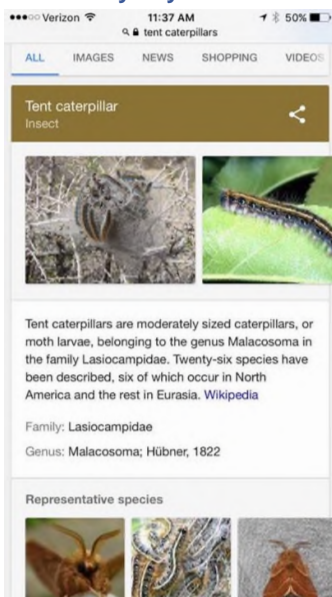 Verizon 11:37 AM 50%
tent caterpillars
ALL IMAGES NEWS SHOPPING VIDEOS
Tent caterpillar
Insect
Tent caterpillars are moderately sized caterpillars, or
moth larvae, belonging to the genus Malacosoma in
the family Lasiocampidae. Twenty-six species have
been described, six of which occur in North
America and the rest in Eurasia. Wikipedia
Family: Lasiocampidae
Genus: Malacosoma; Hübner, 1822
Representative species